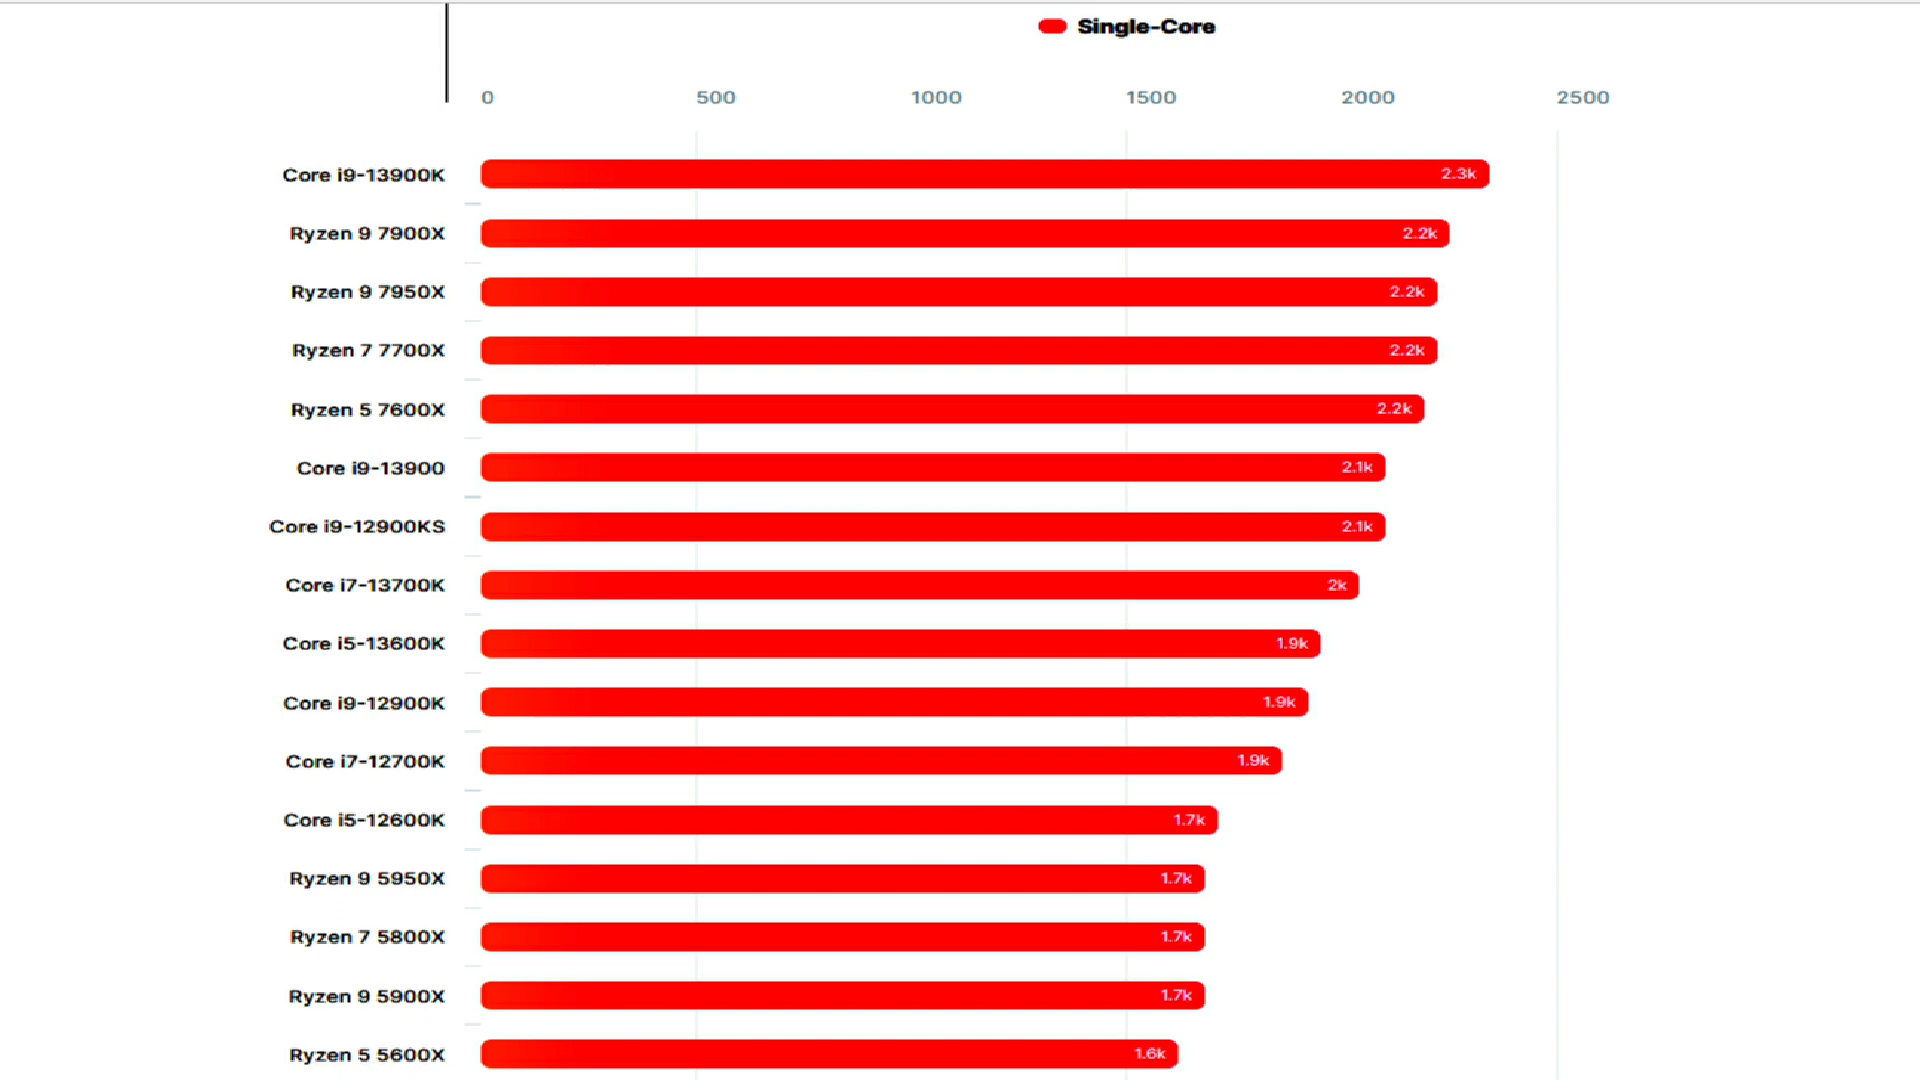 Single-Core
0 500 1000 1500 2000 2500
Core i9-13900K 2.3k
Ryzen 9 7900X 2.2k
Ryzen 9 7950X 2.2k
Ryzen 7 7700X 2.2k
Ryzen 5 7600X 2.2k
Core i9-13900 2.1k
Core i9-12900KS 2.1k
Core i7-13700K 2k
Core i5-13600K 1.9k
Core i9-12900K 1.9k
Core i7-12700K 1.9k
Core i5-12600K 1.7k
Ryzen 9 5950X 1.7k
Ryzen 7 5800X 1.7k
Ryzen 9 5900X 1.7k
Ryzen 5 5600X 1.6k